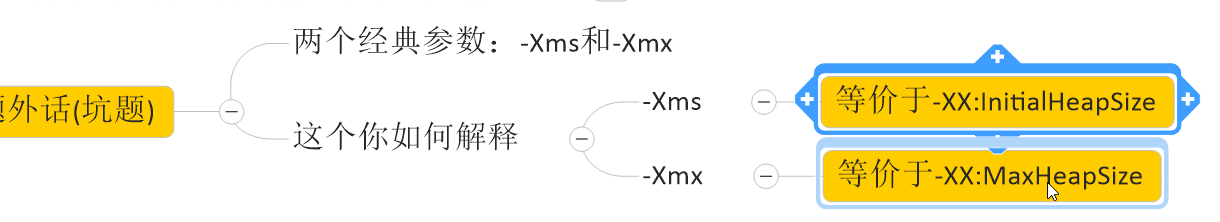 题外话(坑题)
两个经典参数：-Xms和-Xmx
这个你如何解释
-Xms
等价于-XX:InitialHeapSize
-Xmx
等价于-XX:MaxHeapSize